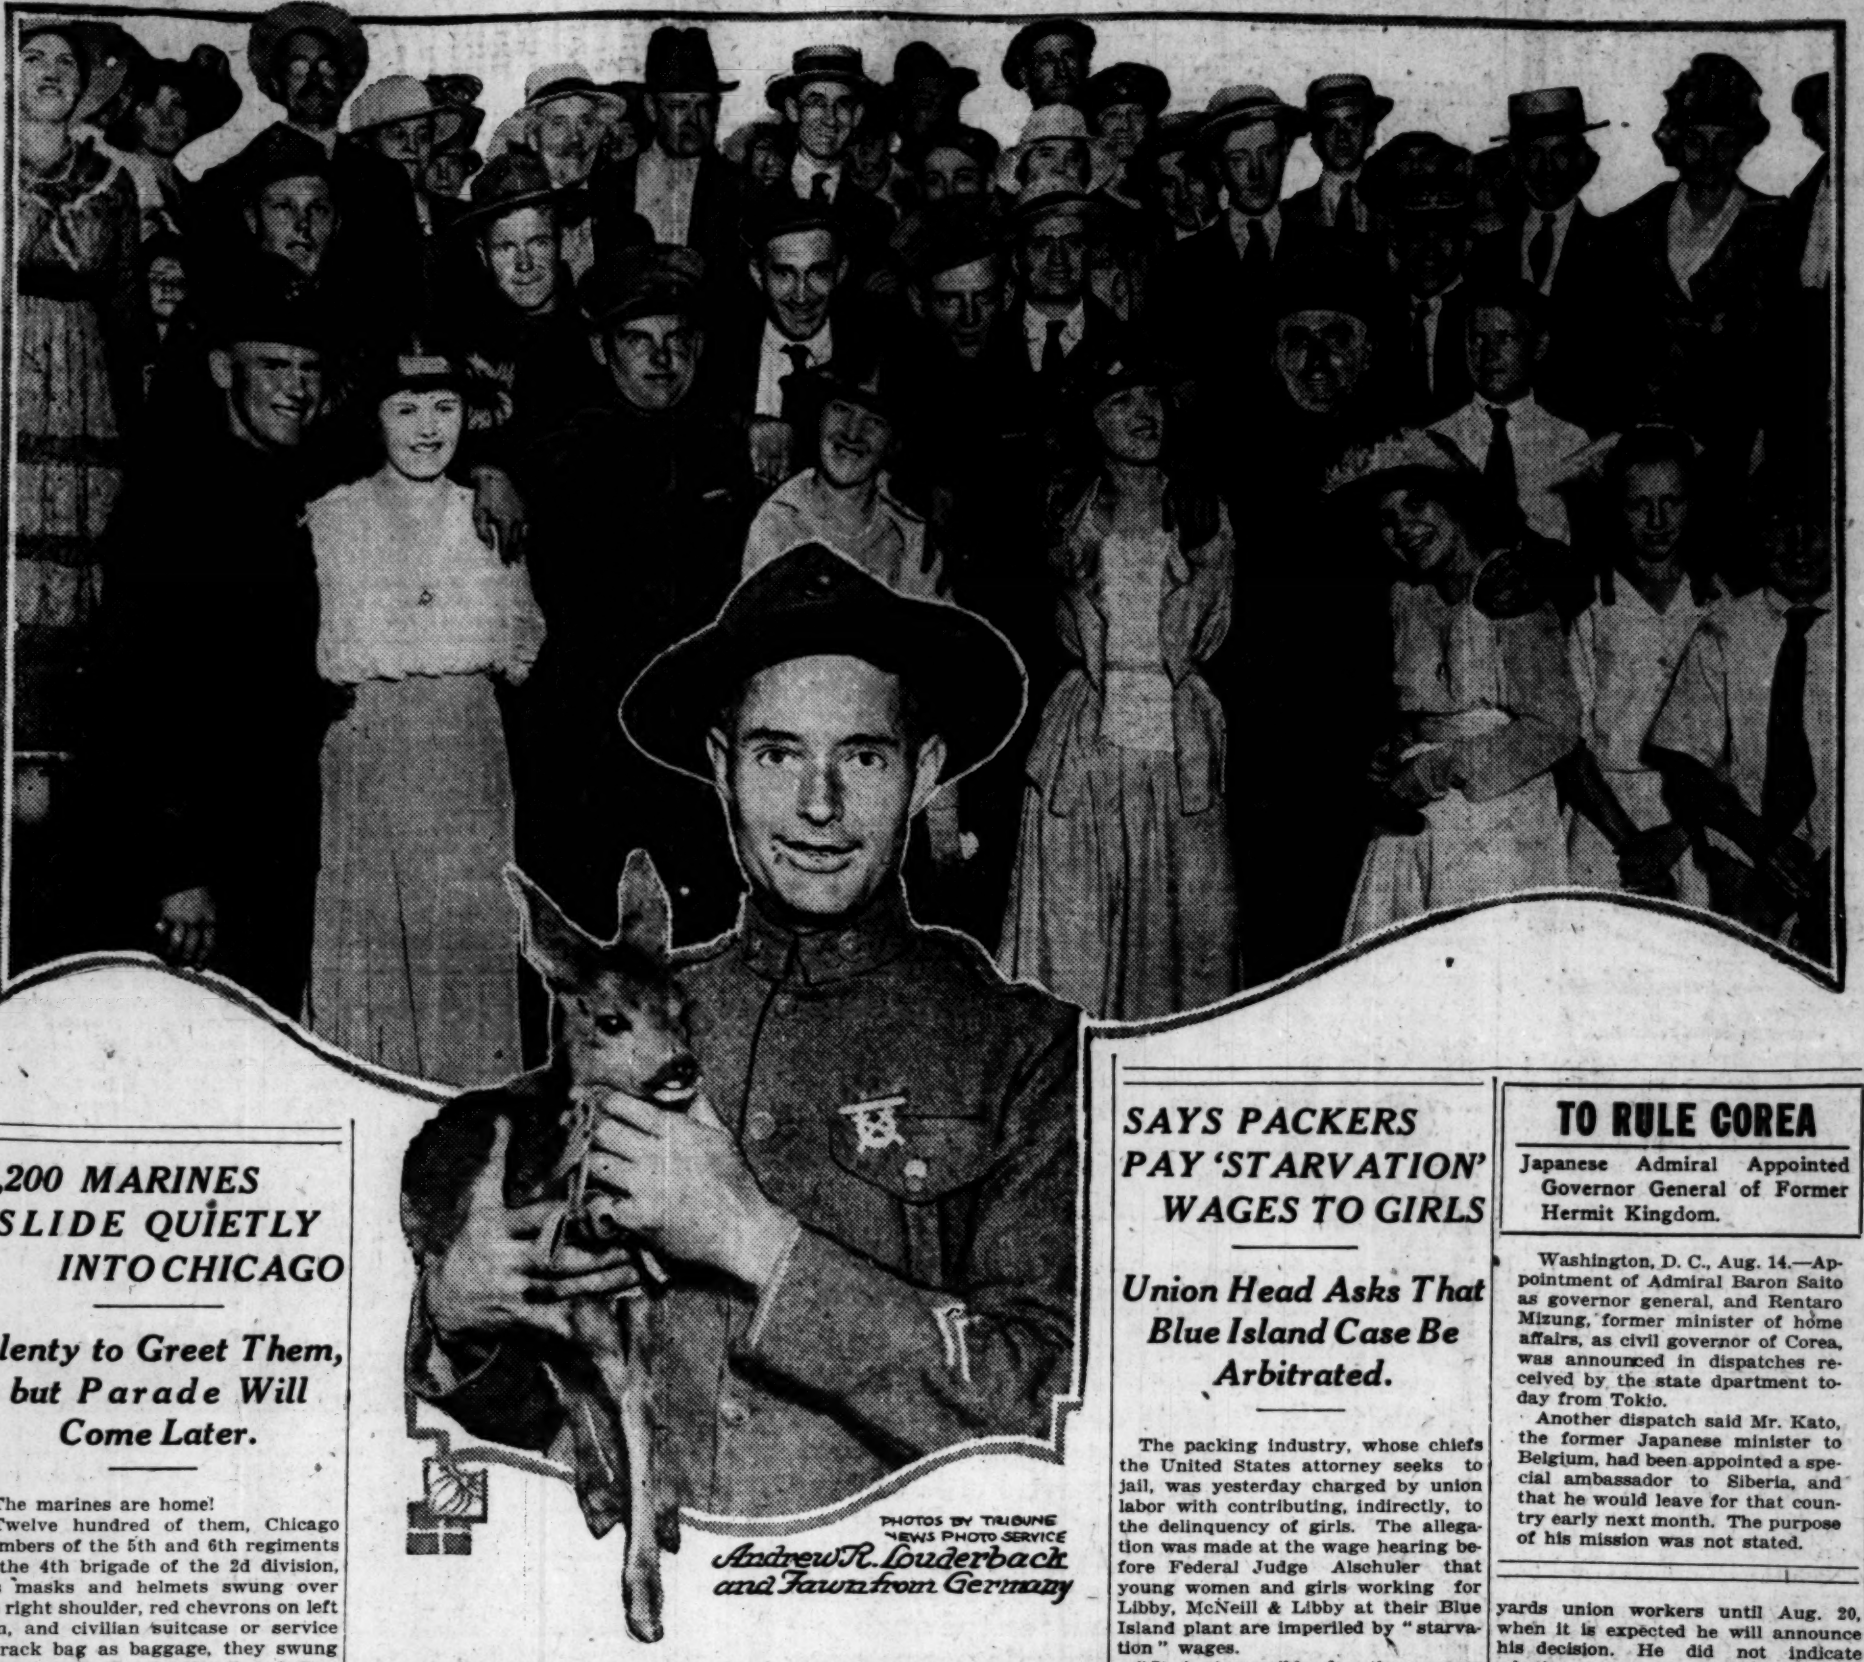 ,200 MARINES
SLIDE QUIETLY
INTO CHICAGO
lenty to Greet Them,
but Parade Will
Come Later.
The marines are home!
Twelve hundred of them, Chicago
mbers of the 5th and 6th regiments
the 4th brigade of the 2d division,
masks and helmets swung over
right shoulder, red chevrons on left
, and civilian suitcase or service
rack bag as baggage, they swung
PHOTOS BY TRIBUNE
NEWS PHOTO SERVICE
Andrew R. Louderback
and Fawn from Germany
SAYS PACKERS
PAY 'STARVATION'
WAGES TO GIRLS
Union Head Asks That
Blue Island Case Be
Arbitrated.
The packing industry, whose chiefs
the United States attorney seeks to
jail, was yesterday charged by union
labor with contributing, indirectly, to
the delinquency of girls. The allega-
tion was made at the wage hearing be-
fore Federal Judge Alschuler that
young women and girls working for
Libby, McNeill & Libby at their Blue
Island plant are imperiled by "starva-
tion" wages.
TO RULE COREA
Japanese Admiral Appointed
Governor General of Former
Hermit Kingdom.
Washington, D. C., Aug. 14.—Ap-
pointment of Admiral Baron Saito
as governor general, and Rentaro
Mizung, former minister of home
affairs, as civil governor of Corea,
was announced in dispatches re-
ceived by the state dpartment to-
day from Tokio.
Another dispatch said Mr. Kato,
the former Japanese minister to
Belgium, had been appointed a spe-
cial ambassador to Siberia, and
that he would leave for that coun-
try early next month. The purpose
of his mission was not stated.
yards union workers until Aug. 20,
when it is expected he will announce
his decision. He did not indicate